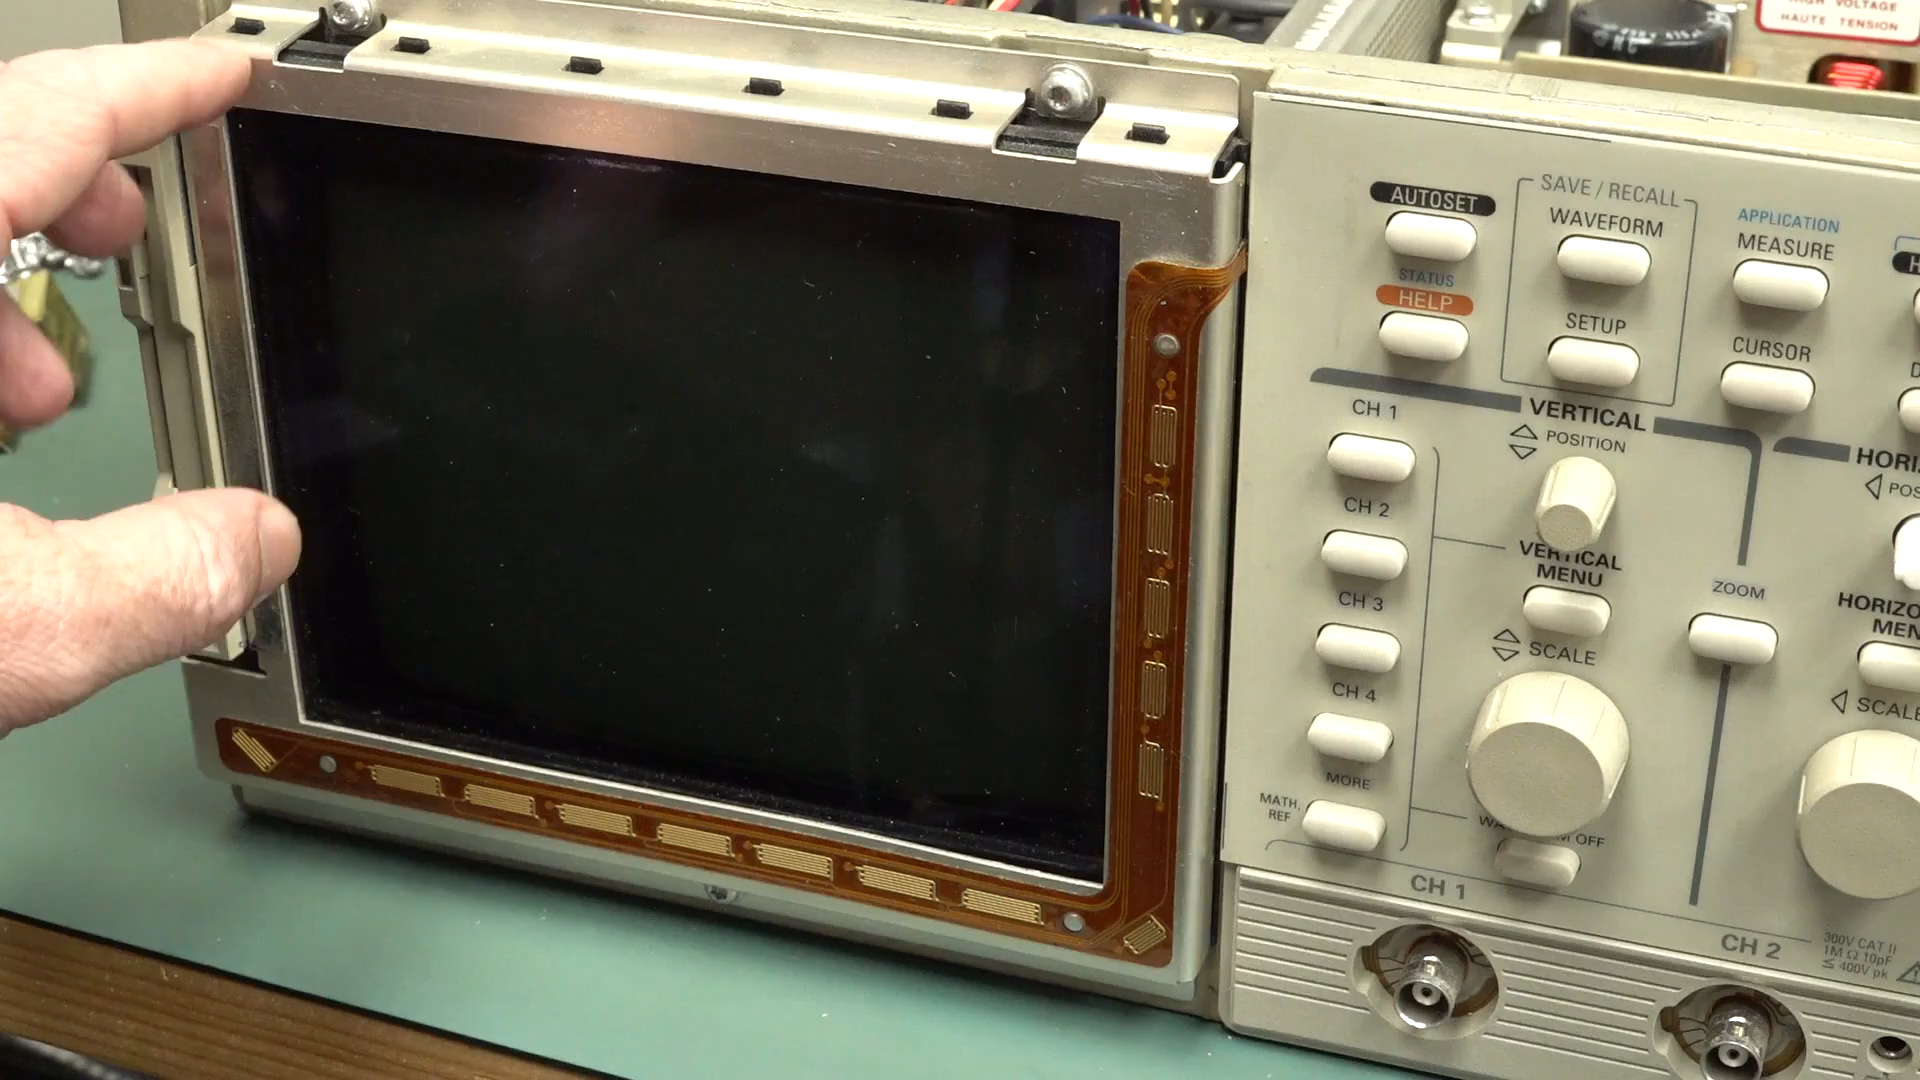 HIGH VOLTAGE
HAUTE TENSION
AUTOSET
STATUS
HELP
SAVE / RECALL
WAVEFORM
SETUP
APPLICATION
MEASURE
CURSOR
VERTICAL
POSITION
VERTICAL
MENU
SCALE
CH 1
CH 2
CH 3
CH 4
MORE
MATH,
REF
ZOOM
HORI
POS
HORIZO
MEN
SCALE
OFF
CH 1
CH 2
300V CAT II
1M Ω 10pF
≤ 400V pk